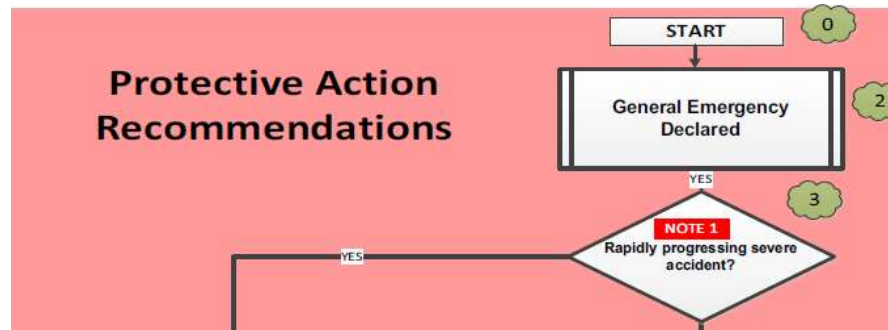 START
0
Protective Action
Recommendations
General Emergency
Declared
2
YES
3
NOTE 1
Rapidly progressing severe
accident?
YES